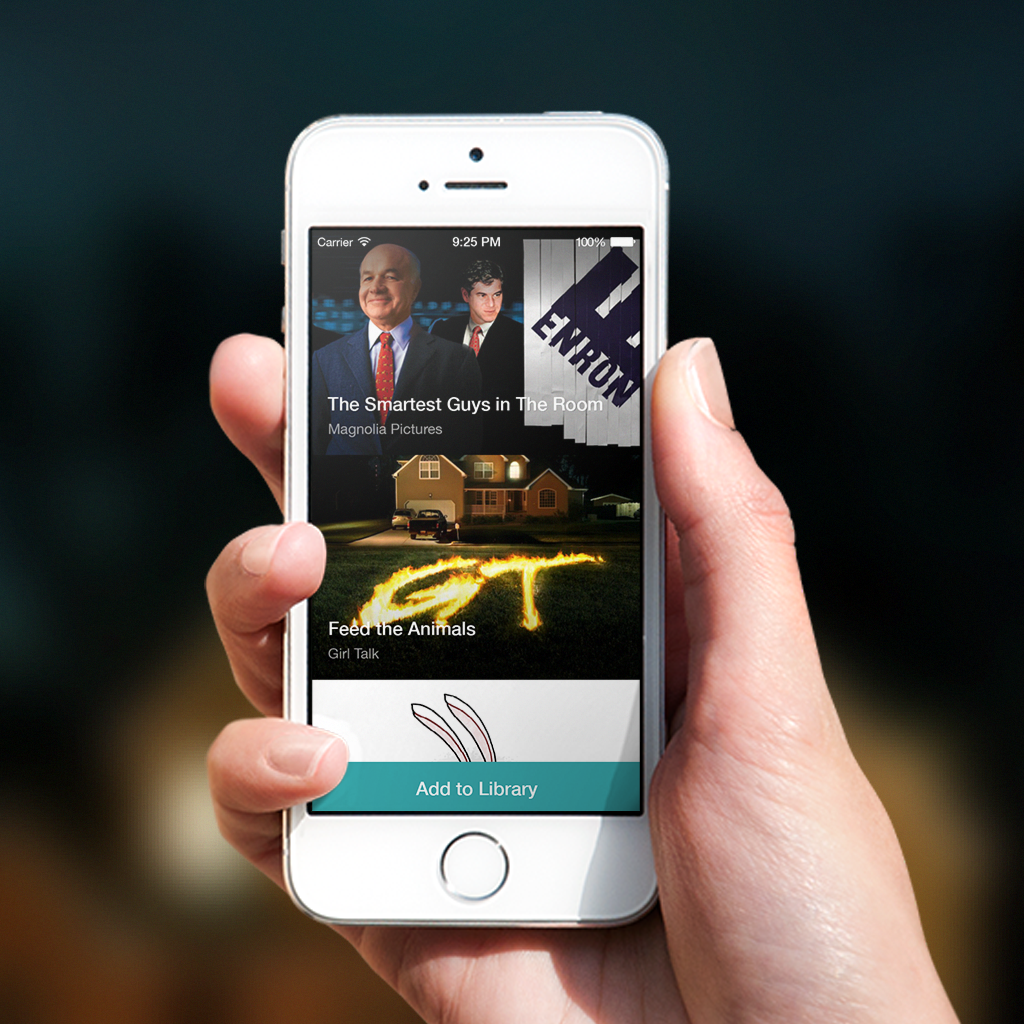 Carrier 9:25 PM 100%
ENRON
The Smartest Guys in The Room
Magnolia Pictures
GT
Feed the Animals
Girl Talk
Add to Library